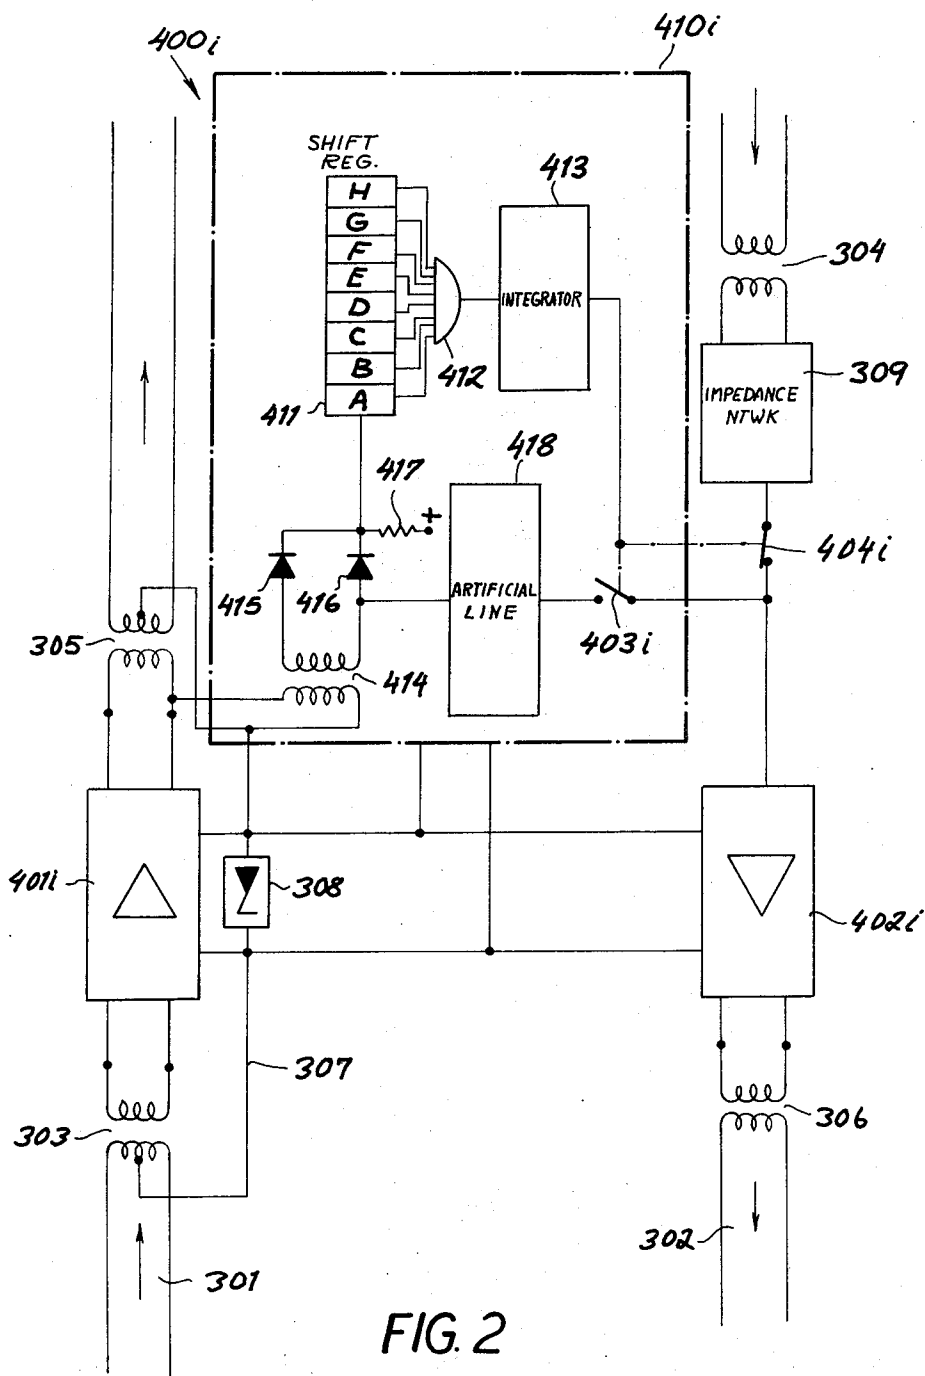 400i
410i
SHIFT
REG.
H
G
F
E
D
C
B
A
411
412
413
INTEGRATOR
304
309
IMPEDANCE
NTWK
417
+
418
415
416
ARTIFICIAL
LINE
403i
404i
305
414
401i
308
402i
307
303
306
301
302
FIG. 2